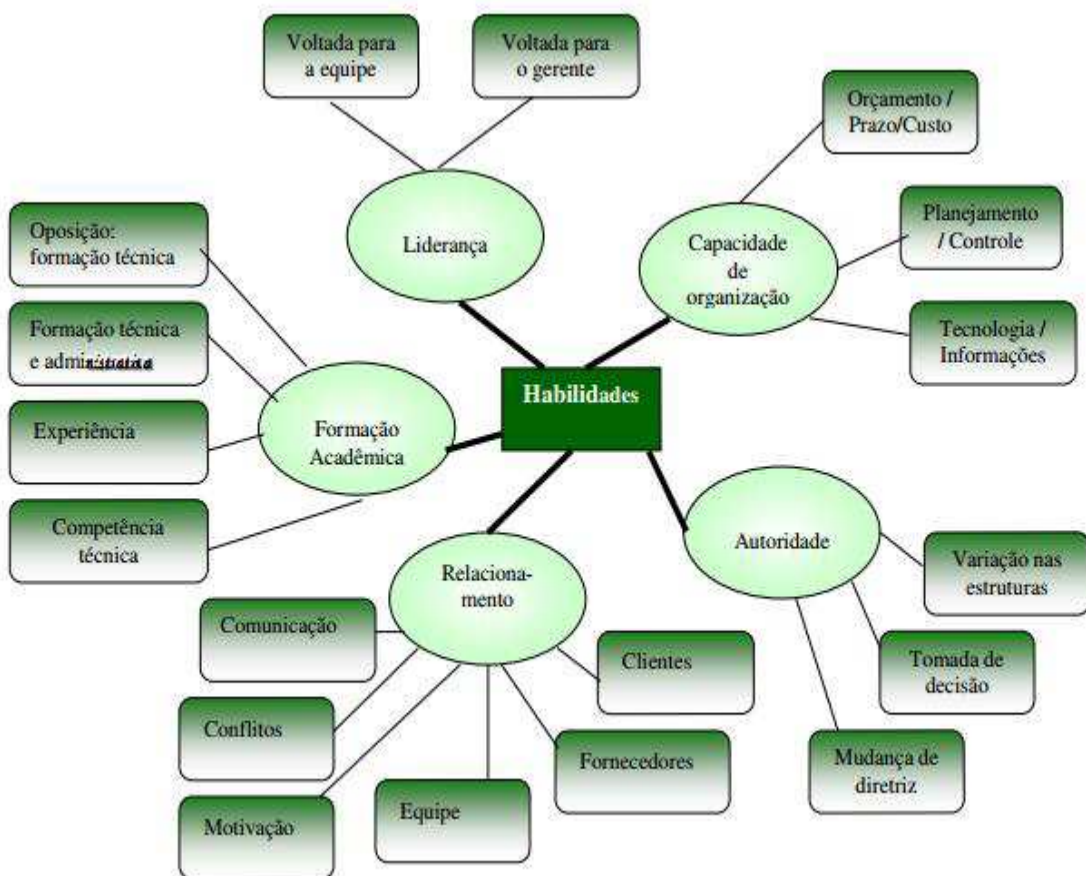 Voltada para
a equipe
Voltada para
o gerente
Orçamento /
Prazo/Custo
Liderança
Capacidade
de
organização
Planejamento
/ Controle
Tecnologia /
Informações
Oposição:
formação técnica
Formação técnica
e
Experiência
Competência
técnica
Formação
Acadêmica
Habilidades
Autoridade
Variação nas
estruturas
Tomada de
decisão
Mudança de
diretriz
Relaciona-
mento
Comunicação
Conflitos
Motivação
Equipe
Fornecedores
Clientes